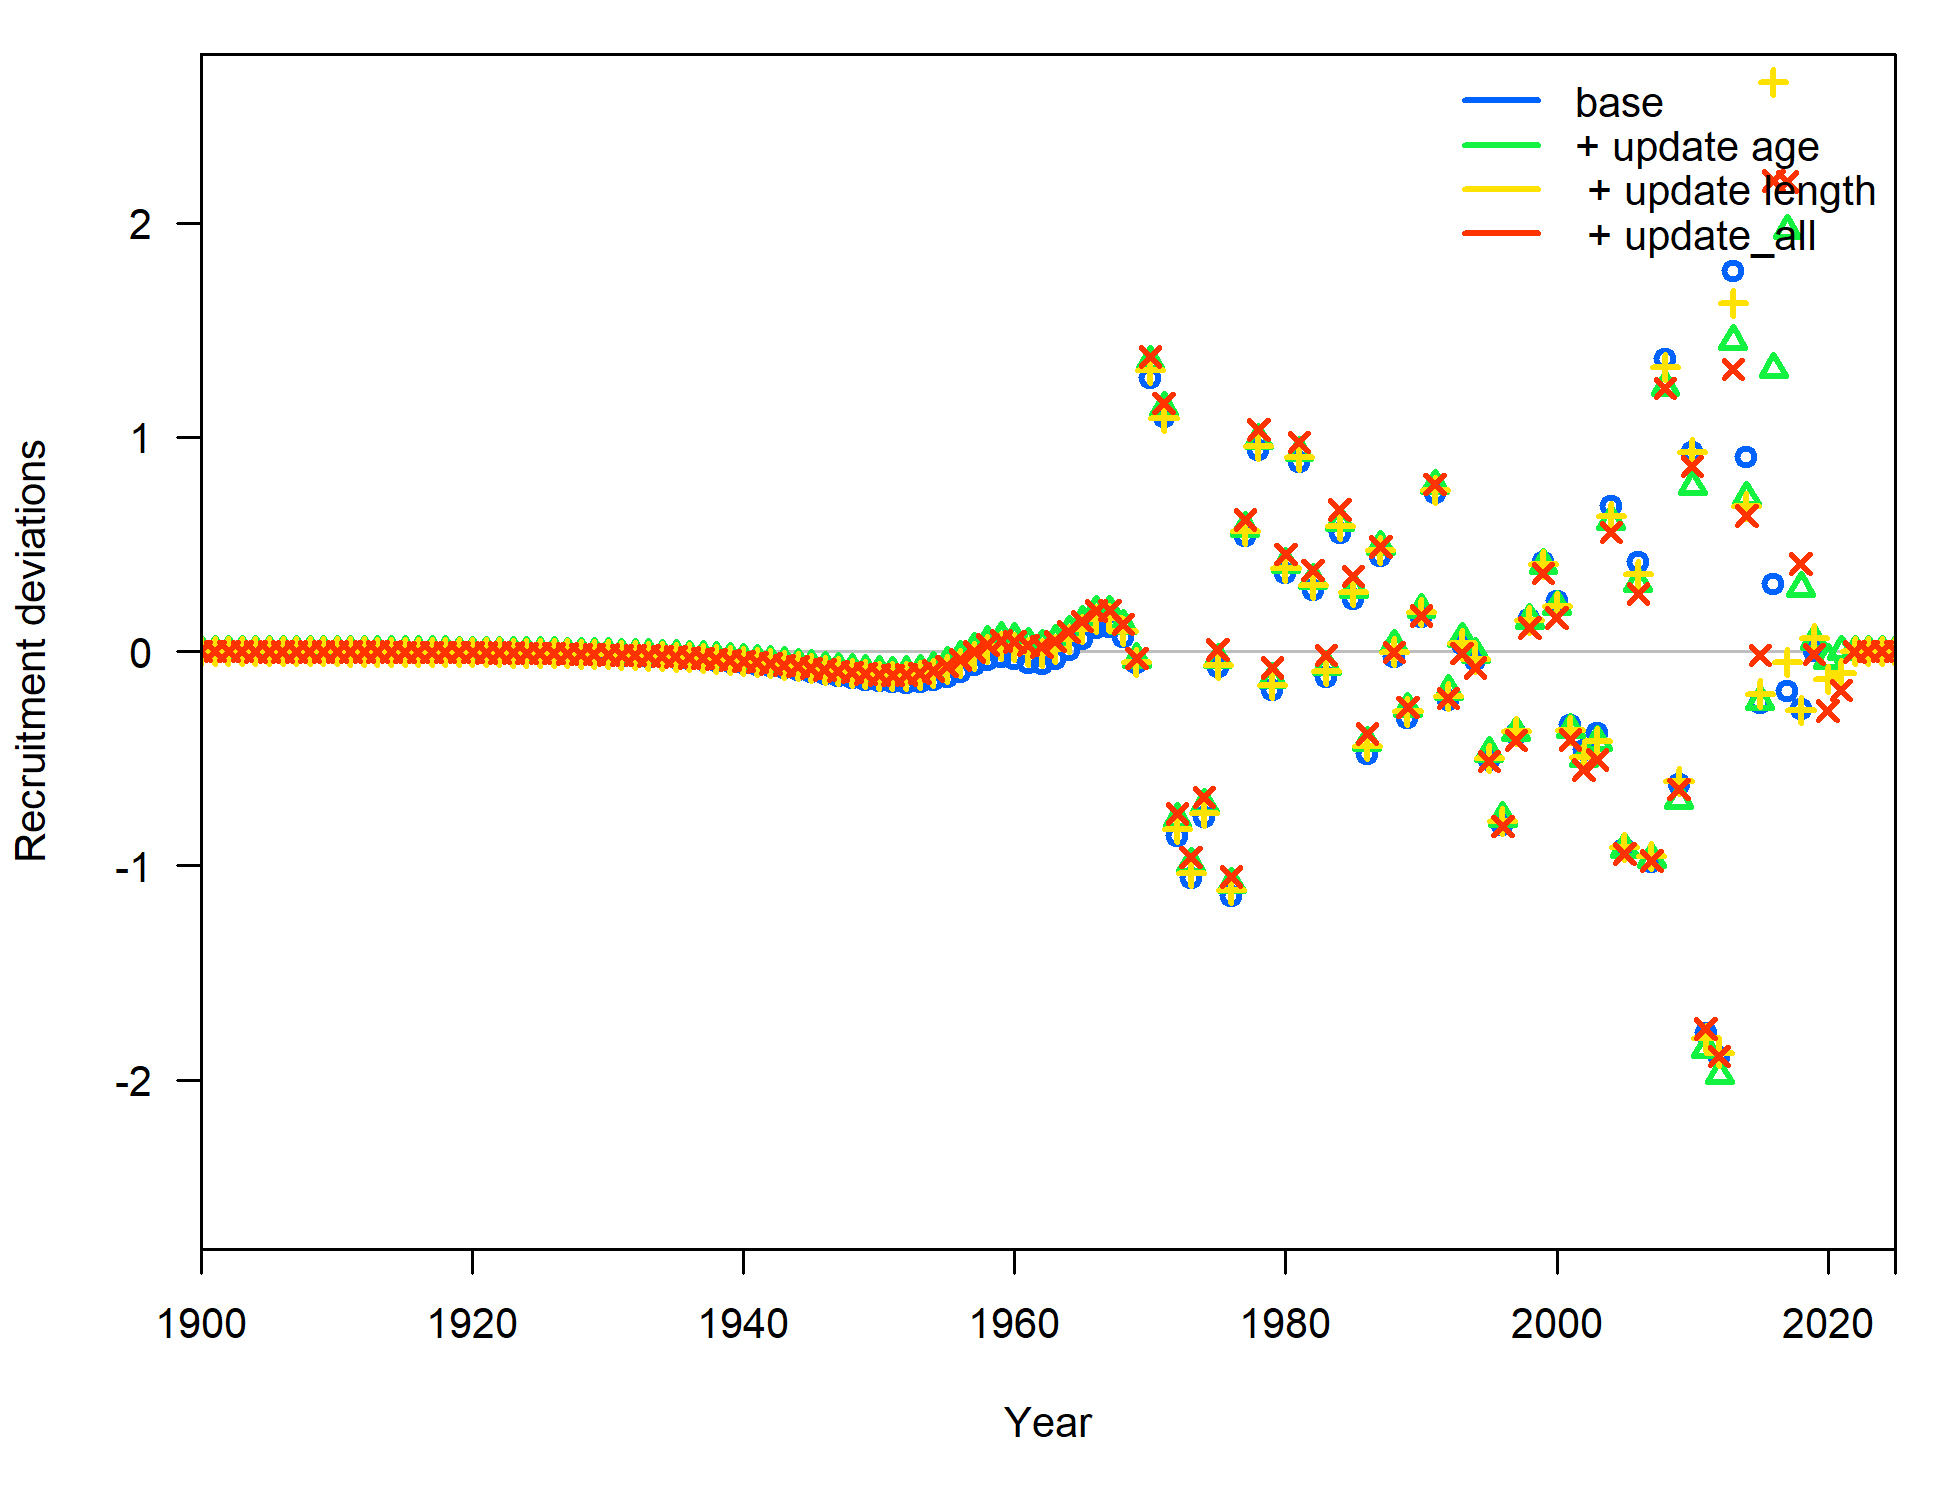 base
+ update age
+ update length
+ update_all
2
1
0
-1
-2
Recruitment deviations
1900 1920 1940 1960 1980 2000 2020
Year